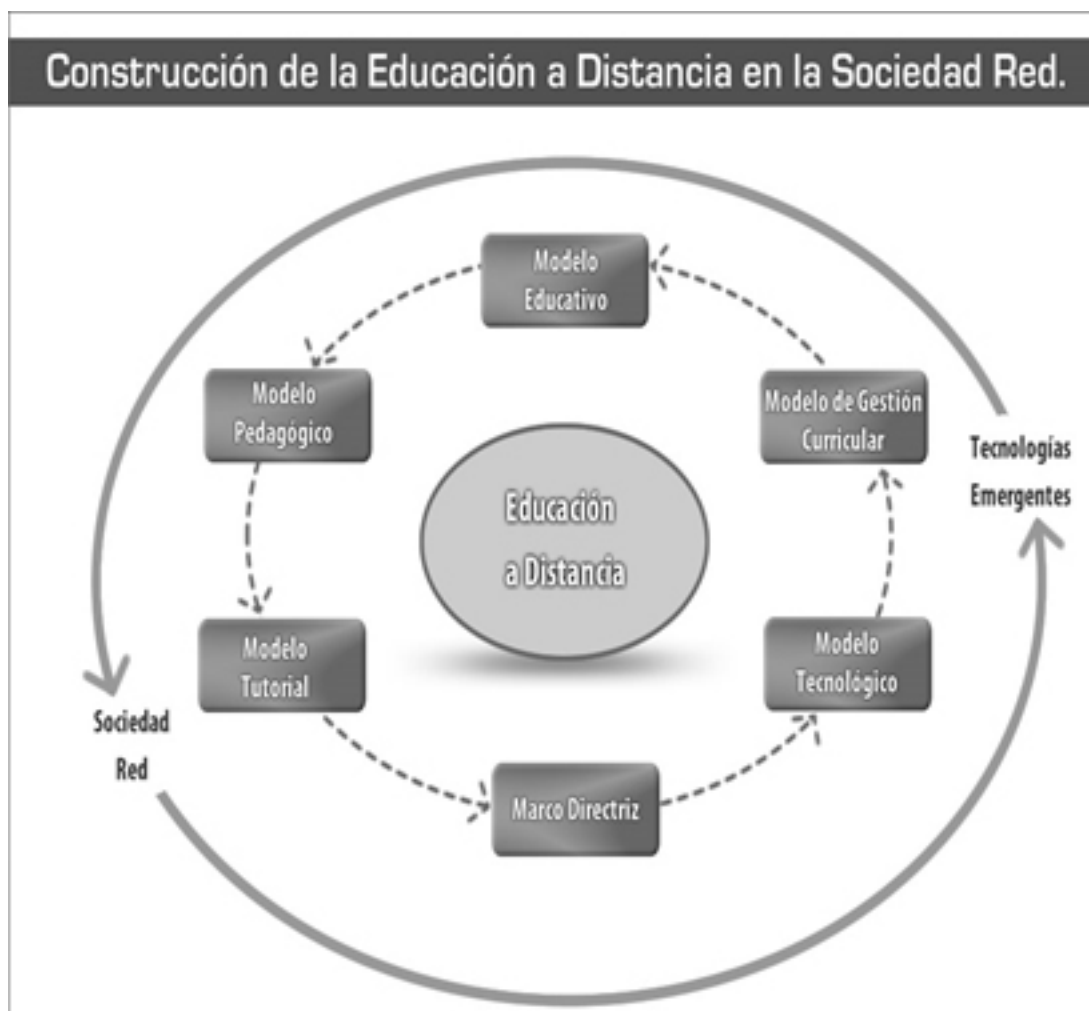 Construcción de la Educación a Distancia en la Sociedad Red.
Modelo
Educativo
Modelo
Pedagógico
Modelo de Gestión
Curricular
Tecnologías
Emergentes
Educación
a Distancia
Modelo
Tutorial
Modelo
Tecnológico
Sociedad
Red
Marco Directriz